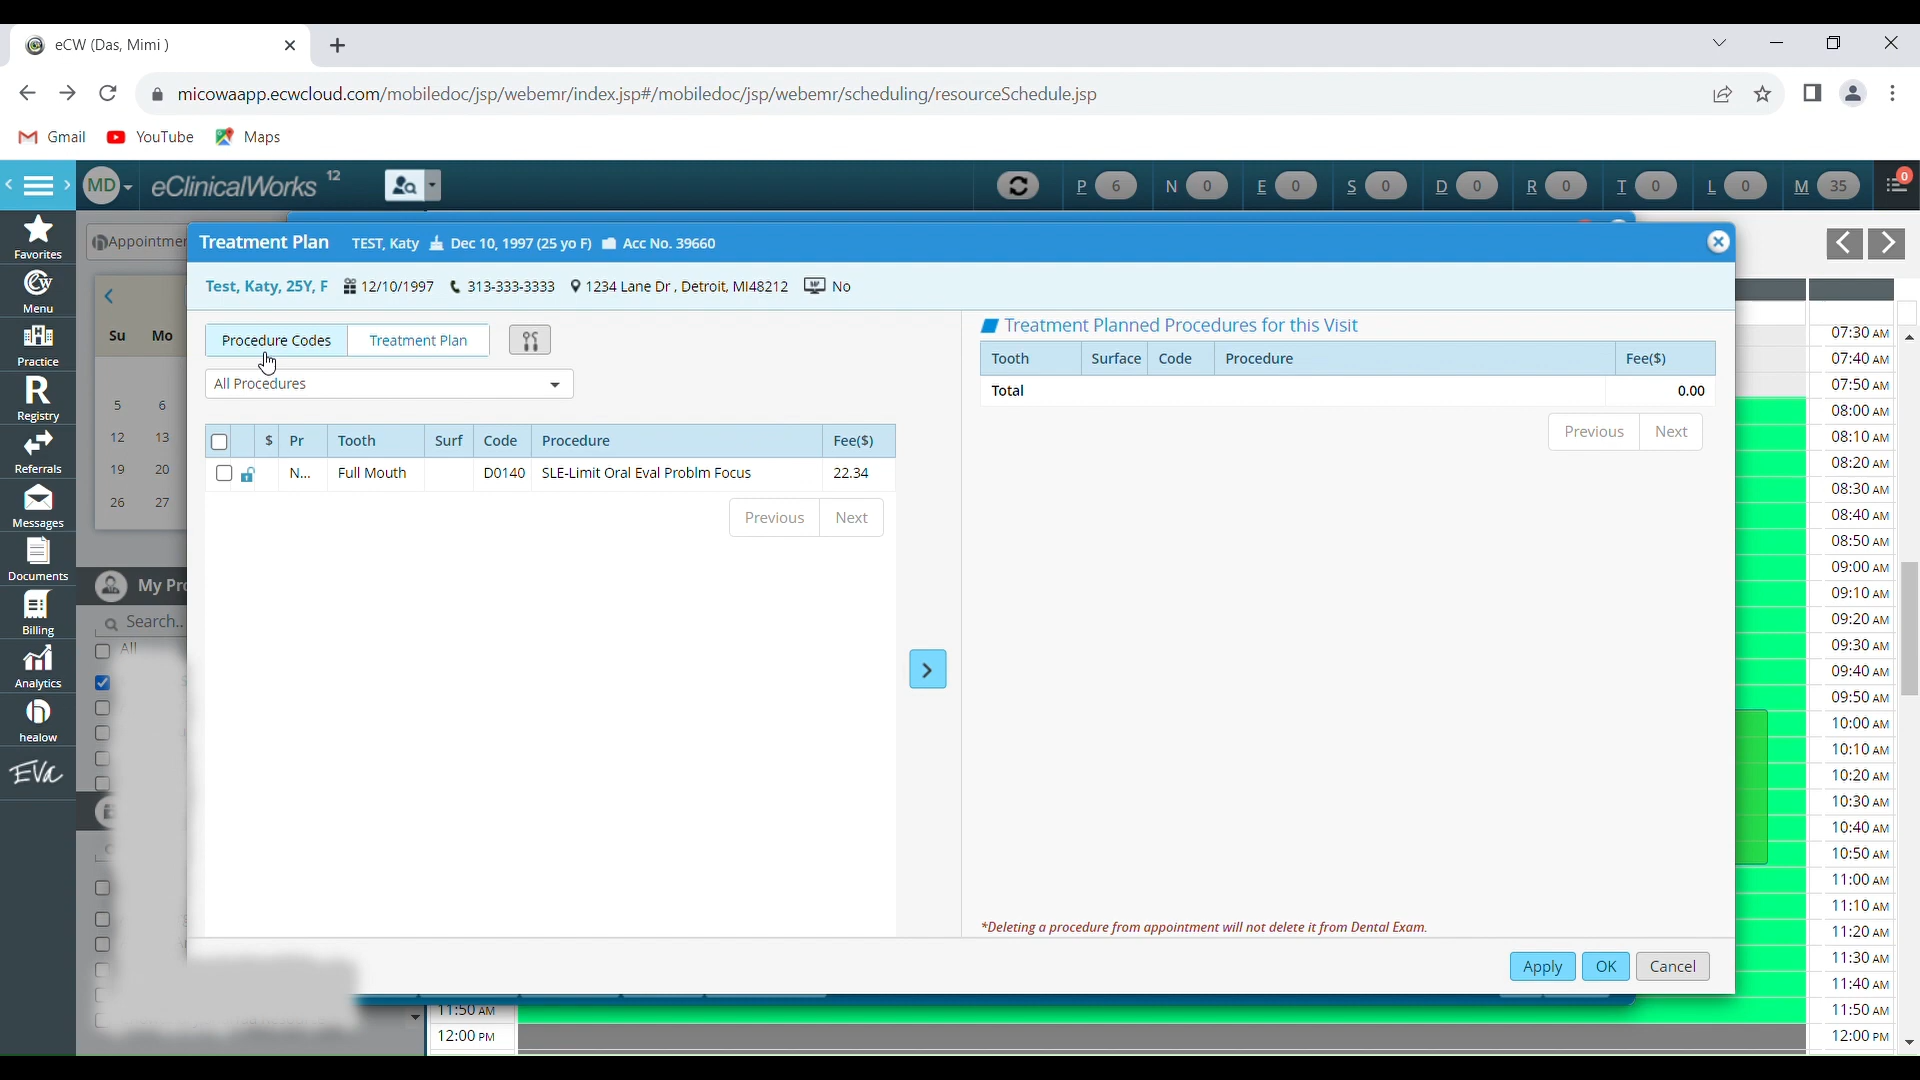 eCW (Das, Mimi )
micowaapp.ecwcloud.com/mobiledoc/jsp/webemr/index.jsp#/mobiledoc/jsp/webemr/scheduling/resourceSchedule.jsp
Gmail YouTube Maps
MD eClinicalWorks 12 P 6 N 0 E 0 S 0 D 0 R 0 T 0 L 0 M 35 0
Favorites
Menu
Practice
R
Registry
Referrals
Messages
Documents
Billing
Analytics
healow
EVa
Su Mo
5 6
12 13
19 20
26 27
Search..
All
Treatment Plan TEST, Katy Dec 10, 1997 (25 yo F) Acc No. 39660
Test, Katy, 25Y, F 12/10/1997 313-333-3333 1234 Lane Dr , Detroit, MI48212 No
Procedure Codes Treatment Plan
All Procedures
$ Pr Tooth Surf Code Procedure Fee($)
N... Full Mouth D0140 SLE-Limit Oral Eval Problm Focus 22.34
Previous Next
Treatment Planned Procedures for this Visit
Tooth Surface Code Procedure Fee($)
Total 0.00
Previous Next
*Deleting a procedure from appointment will not delete it from Dental Exam.
Apply OK Cancel
07:30 AM
07:40 AM
07:50 AM
08:00 AM
08:10 AM
08:20 AM
08:30 AM
08:40 AM
08:50 AM
09:00 AM
09:10 AM
09:20 AM
09:30 AM
09:40 AM
09:50 AM
10:00 AM
10:10 AM
10:20 AM
10:30 AM
10:40 AM
10:50 AM
11:00 AM
11:10 AM
11:20 AM
11:30 AM
11:40 AM
11:50 AM 11:50 AM
12:00 PM 12:00 PM